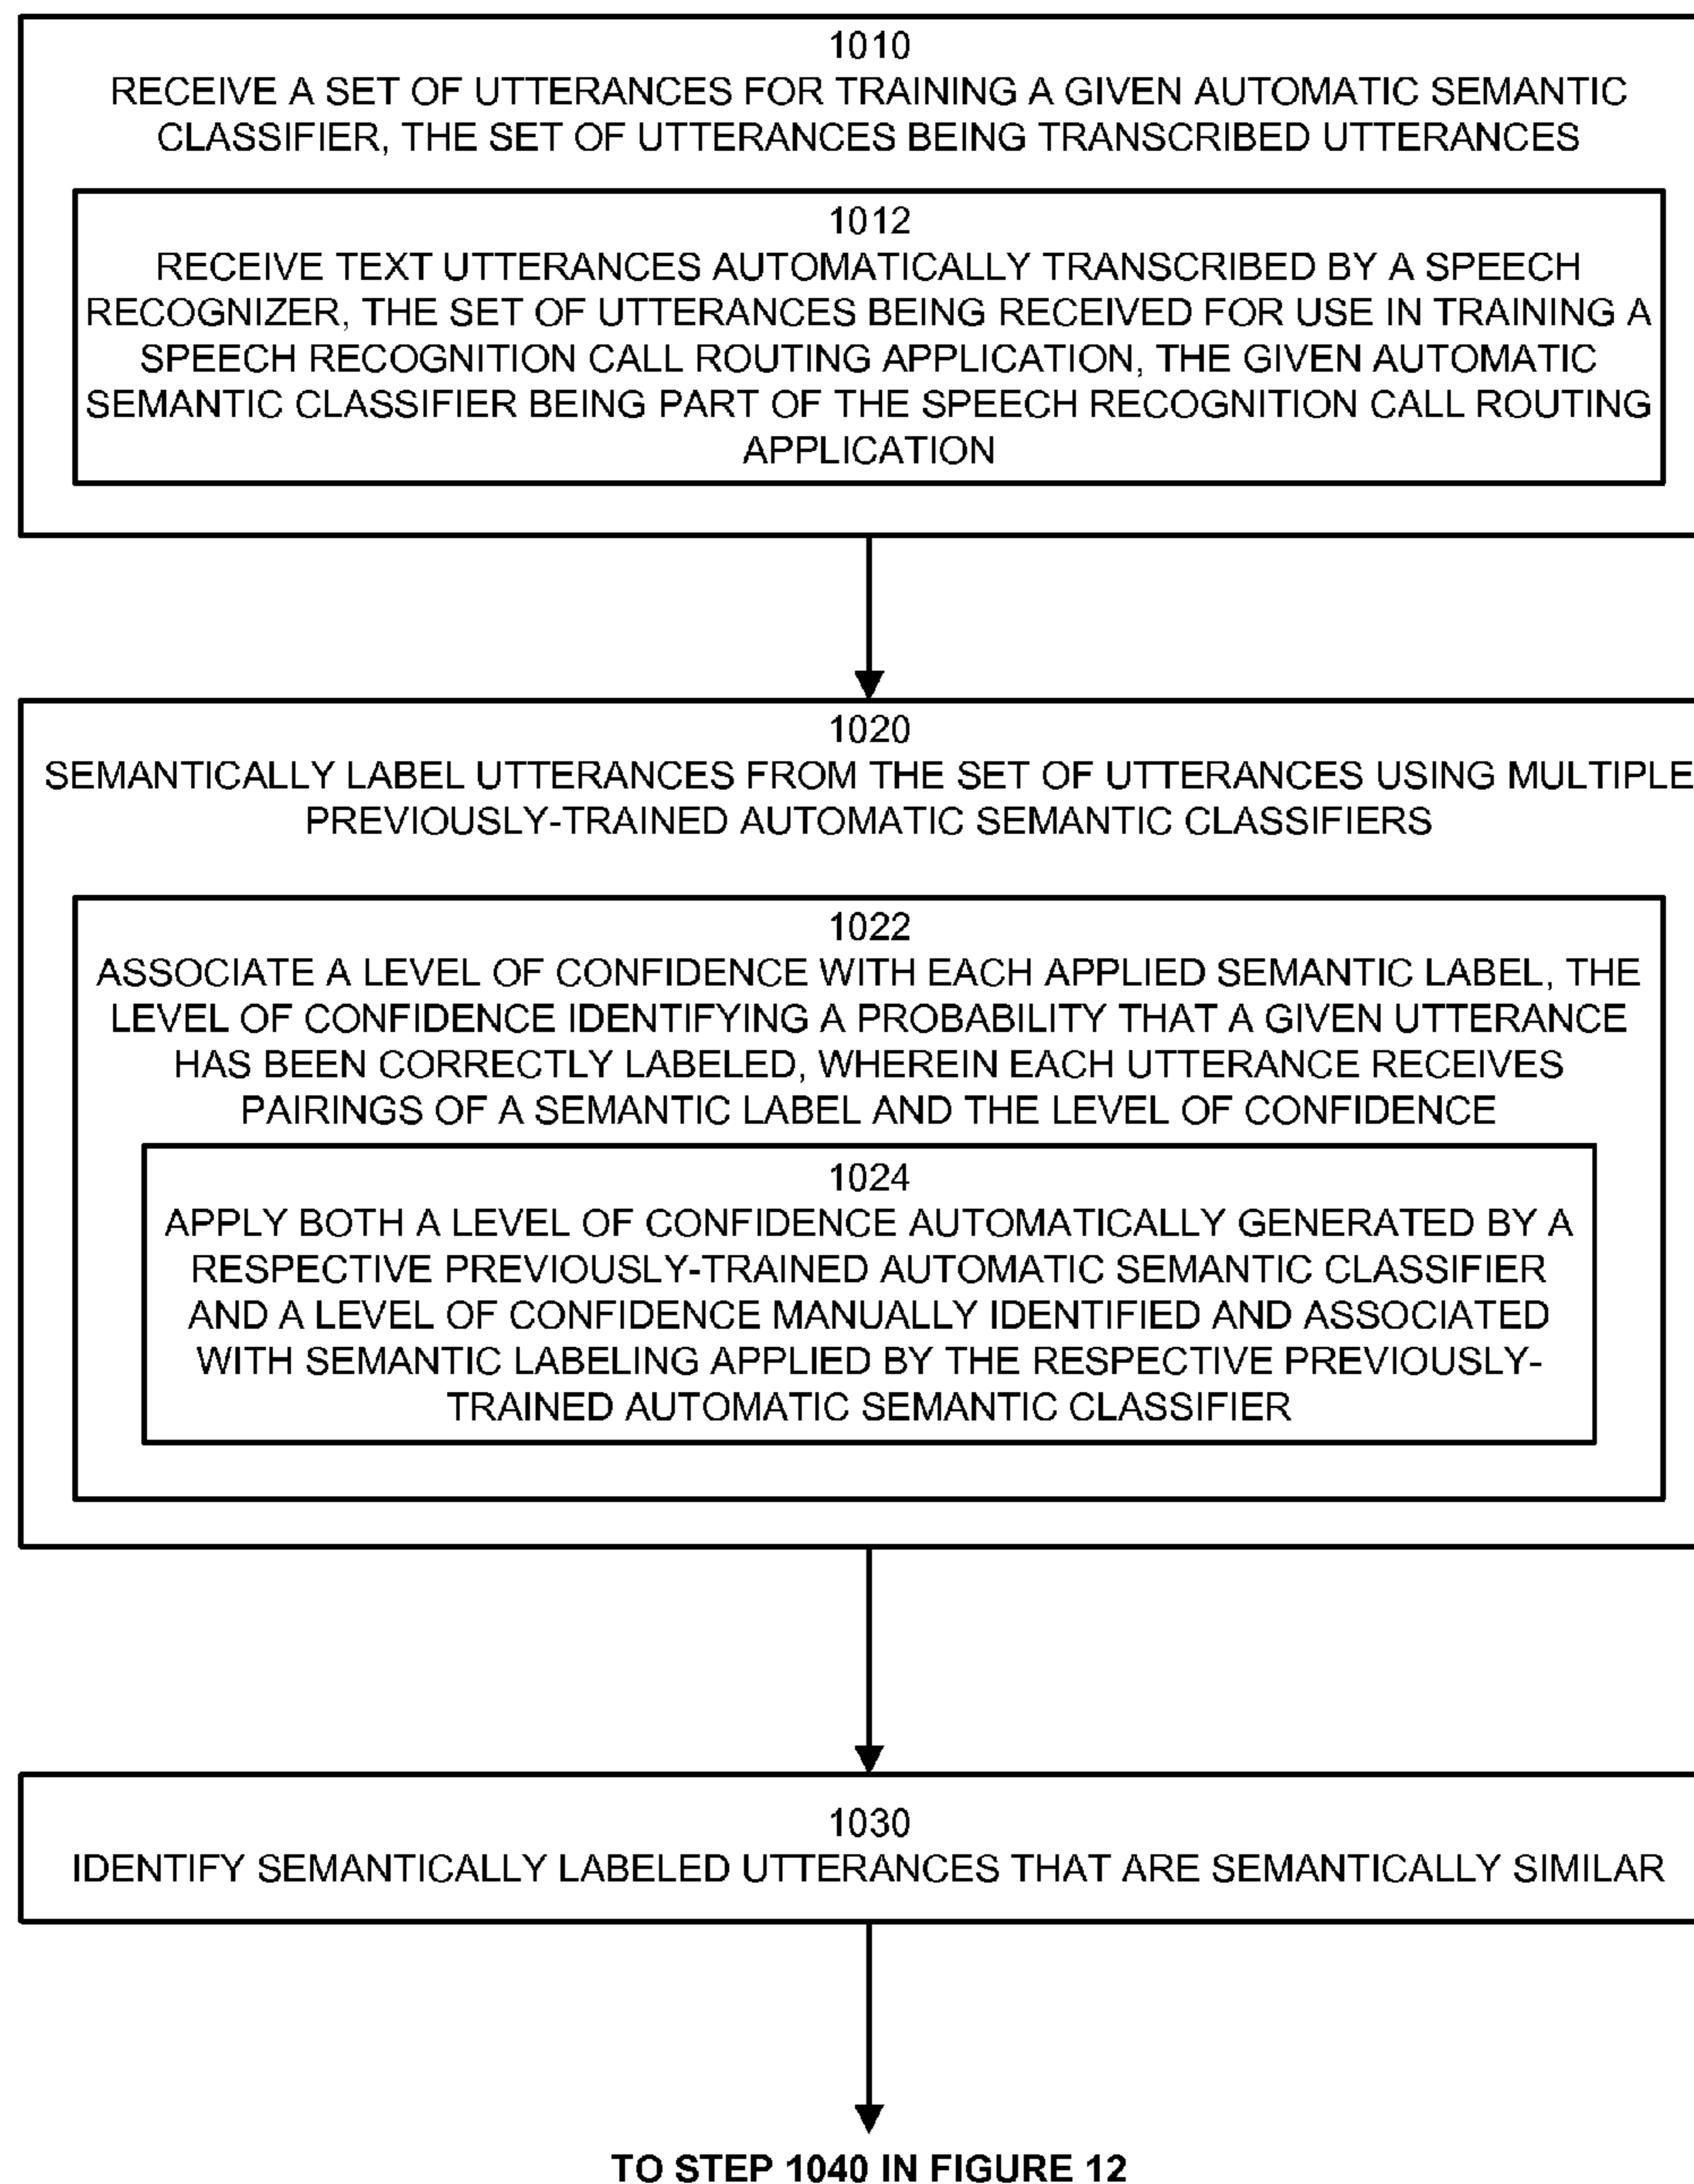 1010
RECEIVE A SET OF UTTERANCES FOR TRAINING A GIVEN AUTOMATIC SEMANTIC
CLASSIFIER, THE SET OF UTTERANCES BEING TRANSCRIBED UTTERANCES
1012
RECEIVE TEXT UTTERANCES AUTOMATICALLY TRANSCRIBED BY A SPEECH
RECOGNIZER, THE SET OF UTTERANCES BEING RECEIVED FOR USE IN TRAINING A
SPEECH RECOGNITION CALL ROUTING APPLICATION, THE GIVEN AUTOMATIC
SEMANTIC CLASSIFIER BEING PART OF THE SPEECH RECOGNITION CALL ROUTING
APPLICATION
1020
SEMANTICALLY LABEL UTTERANCES FROM THE SET OF UTTERANCES USING MULTIPLE
PREVIOUSLY-TRAINED AUTOMATIC SEMANTIC CLASSIFIERS
1022
ASSOCIATE A LEVEL OF CONFIDENCE WITH EACH APPLIED SEMANTIC LABEL, THE
LEVEL OF CONFIDENCE IDENTIFYING A PROBABILITY THAT A GIVEN UTTERANCE
HAS BEEN CORRECTLY LABELED, WHEREIN EACH UTTERANCE RECEIVES
PAIRINGS OF A SEMANTIC LABEL AND THE LEVEL OF CONFIDENCE
1024
APPLY BOTH A LEVEL OF CONFIDENCE AUTOMATICALLY GENERATED BY A
RESPECTIVE PREVIOUSLY-TRAINED AUTOMATIC SEMANTIC CLASSIFIER
AND A LEVEL OF CONFIDENCE MANUALLY IDENTIFIED AND ASSOCIATED
WITH SEMANTIC LABELING APPLIED BY THE RESPECTIVE PREVIOUSLY-
TRAINED AUTOMATIC SEMANTIC CLASSIFIER
1030
IDENTIFY SEMANTICALLY LABELED UTTERANCES THAT ARE SEMANTICALLY SIMILAR
TO STEP 1040 IN FIGURE 12